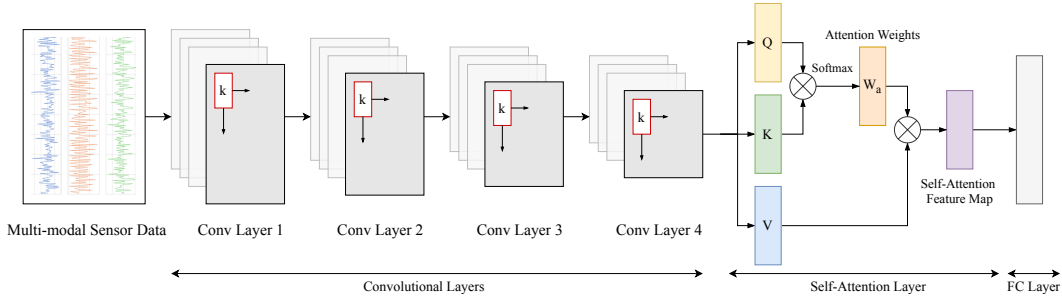 k
k
k
k
Q
K
V
Softmax
Attention Weights
Wa
Self-Attention
Feature Map
Multi-modal Sensor Data
Conv Layer 1
Conv Layer 2
Conv Layer 3
Conv Layer 4
Convolutional Layers
Self-Attention Layer
FC Layer